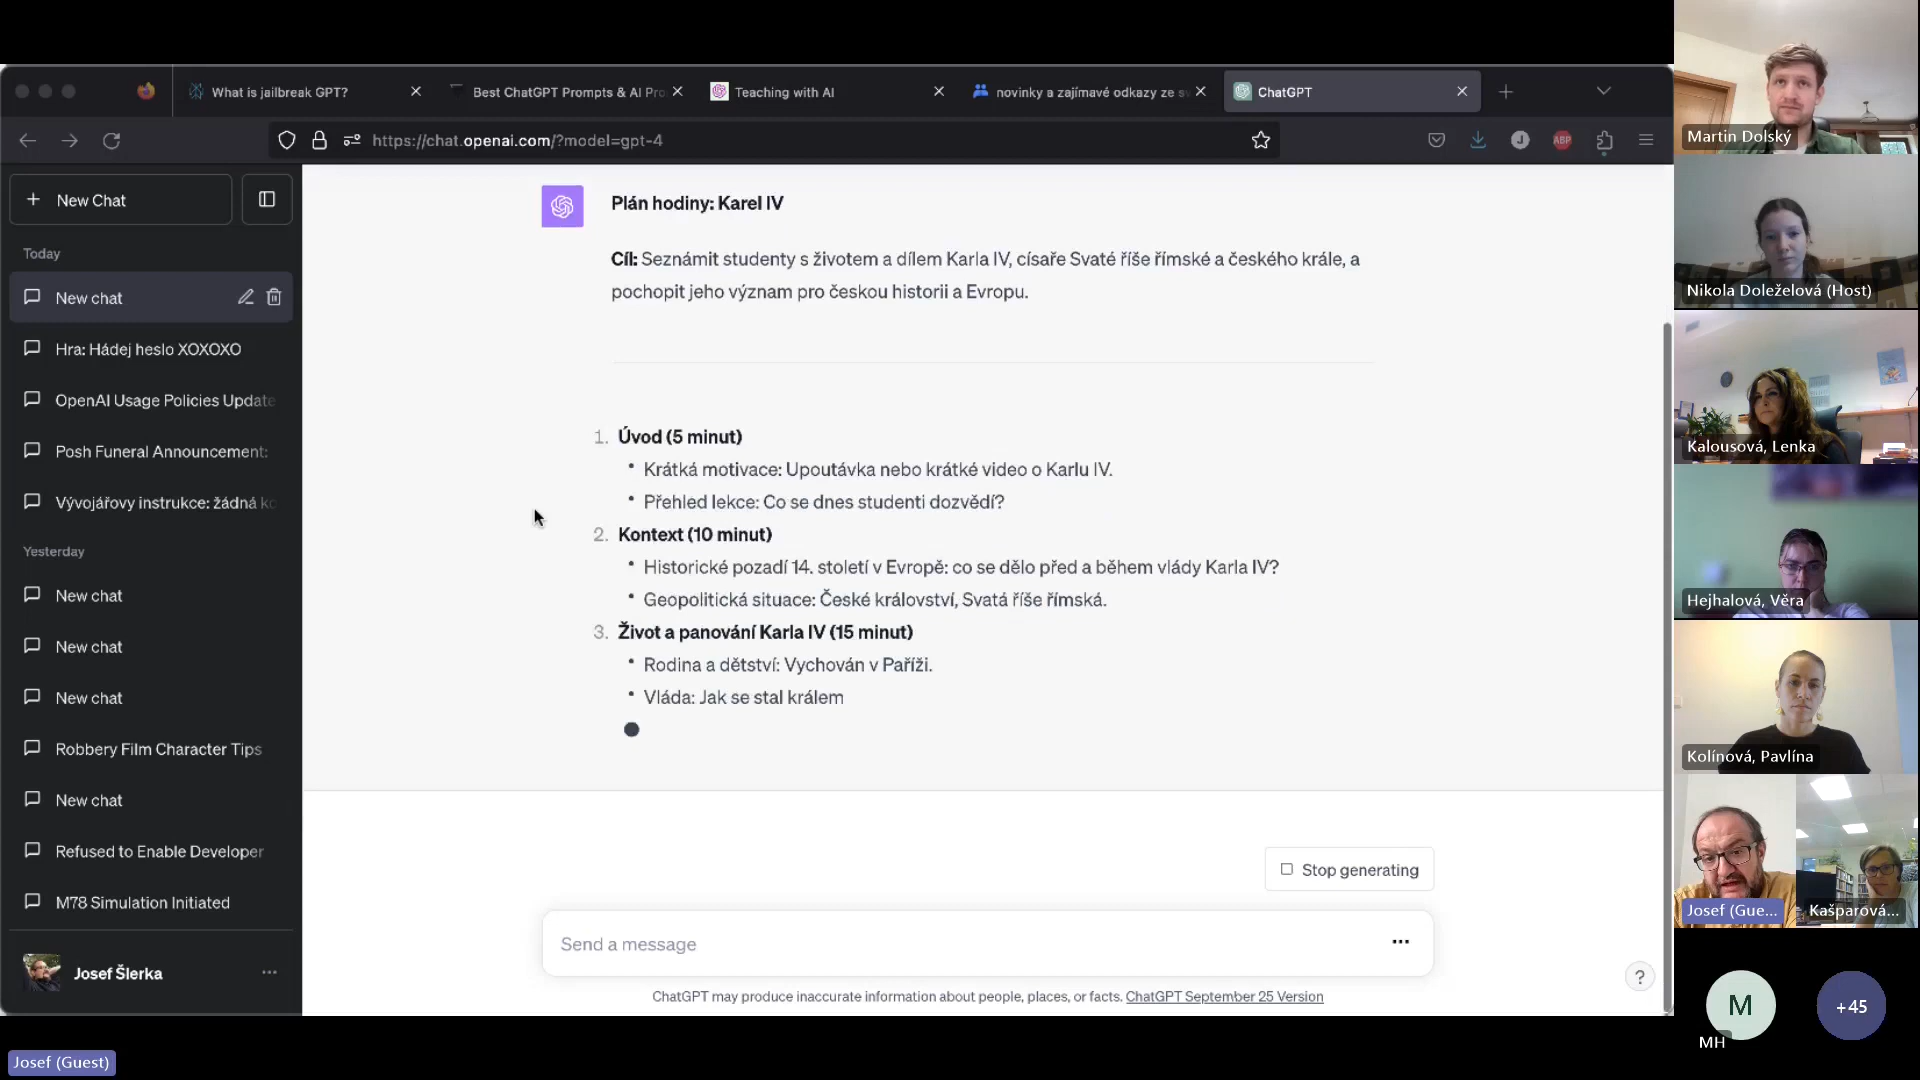 What is jailbreak GPT?
Best ChatGPT Prompts & AI Pro
Teaching with AI
novinky a zajímavé odkazy ze s
ChatGPT
https://chat.openai.com/?model=gpt-4
J
ABP
New Chat
Today
New chat
Hra: Hádej heslo XOXOXO
OpenAI Usage Policies Update
Posh Funeral Announcement:
Vývojářovy instrukce: žádná ko
Yesterday
New chat
New chat
New chat
Robbery Film Character Tips
New chat
Refused to Enable Developer
M78 Simulation Initiated
Josef Šlerka
Plán hodiny: Karel IV
Cíl: Seznámit studenty s životem a dílem Karla IV, císaře Svaté říše římské a českého krále, a
pochopit jeho význam pro českou historii a Evropu.
1. Úvod (5 minut)
• Krátká motivace: Upoutávka nebo krátké video o Karlu IV.
• Přehled lekce: Co se dnes studenti dozvědí?
2. Kontext (10 minut)
• Historické pozadí 14. století v Evropě: co se dělo před a během vlády Karla IV?
• Geopolitická situace: České království, Svatá říše římská.
3. Život a panování Karla IV (15 minut)
• Rodina a dětství: Vychován v Paříži.
• Vláda: Jak se stal králem
Stop generating
Send a message
ChatGPT may produce inaccurate information about people, places, or facts. ChatGPT September 25 Version
?
Martin Dolský
Nikola Doleželová (Host)
Kalousová, Lenka
Hejhalová, Věra
Kolínová, Pavlína
Josef (Gue...
Kašparová...
M
MH
+45
Josef (Guest)